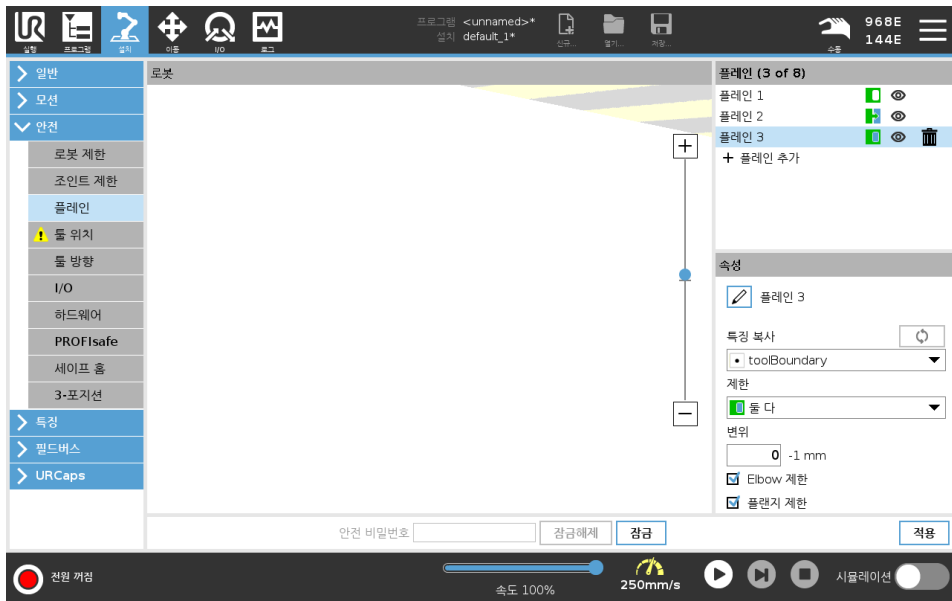 UR
실행
프로그램
설치
이동
I/O
로그
프로그램 <unnamed>*
설치 default_1*
신규...
열기...
저장...
수동
968E
144E
일반
모션
안전
로봇 제한
조인트 제한
플레인
툴 위치
툴 방향
I/O
하드웨어
PROFIsafe
세이프 홈
3-포지션
특징
필드버스
URCaps
로봇
플레인 (3 of 8)
플레인 1
플레인 2
플레인 3
+ 플레인 추가
속성
플레인 3
특징 복사
toolBoundary
제한
둘 다
변위
0 -1 mm
Elbow 제한
플랜지 제한
안전 비밀번호
잠금해제
잠금
적용
전원 꺼짐
속도 100%
250mm/s
시뮬레이션